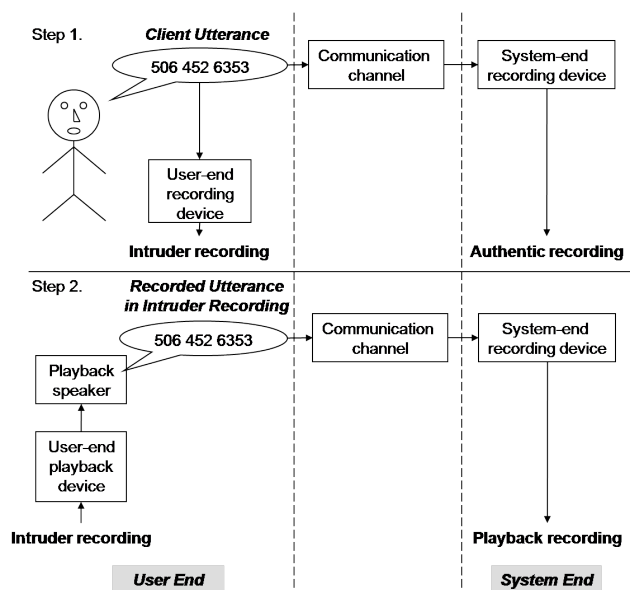 Step 1.
Client Utterance
506 452 6353
Communication
channel
System-end
recording device
User-end
recording
device
Intruder recording
Authentic recording
Step 2.
Recorded Utterance
in Intruder Recording
506 452 6353
Communication
channel
System-end
recording device
Playback
speaker
User-end
playback
device
Intruder recording
Playback recording
User End
System End